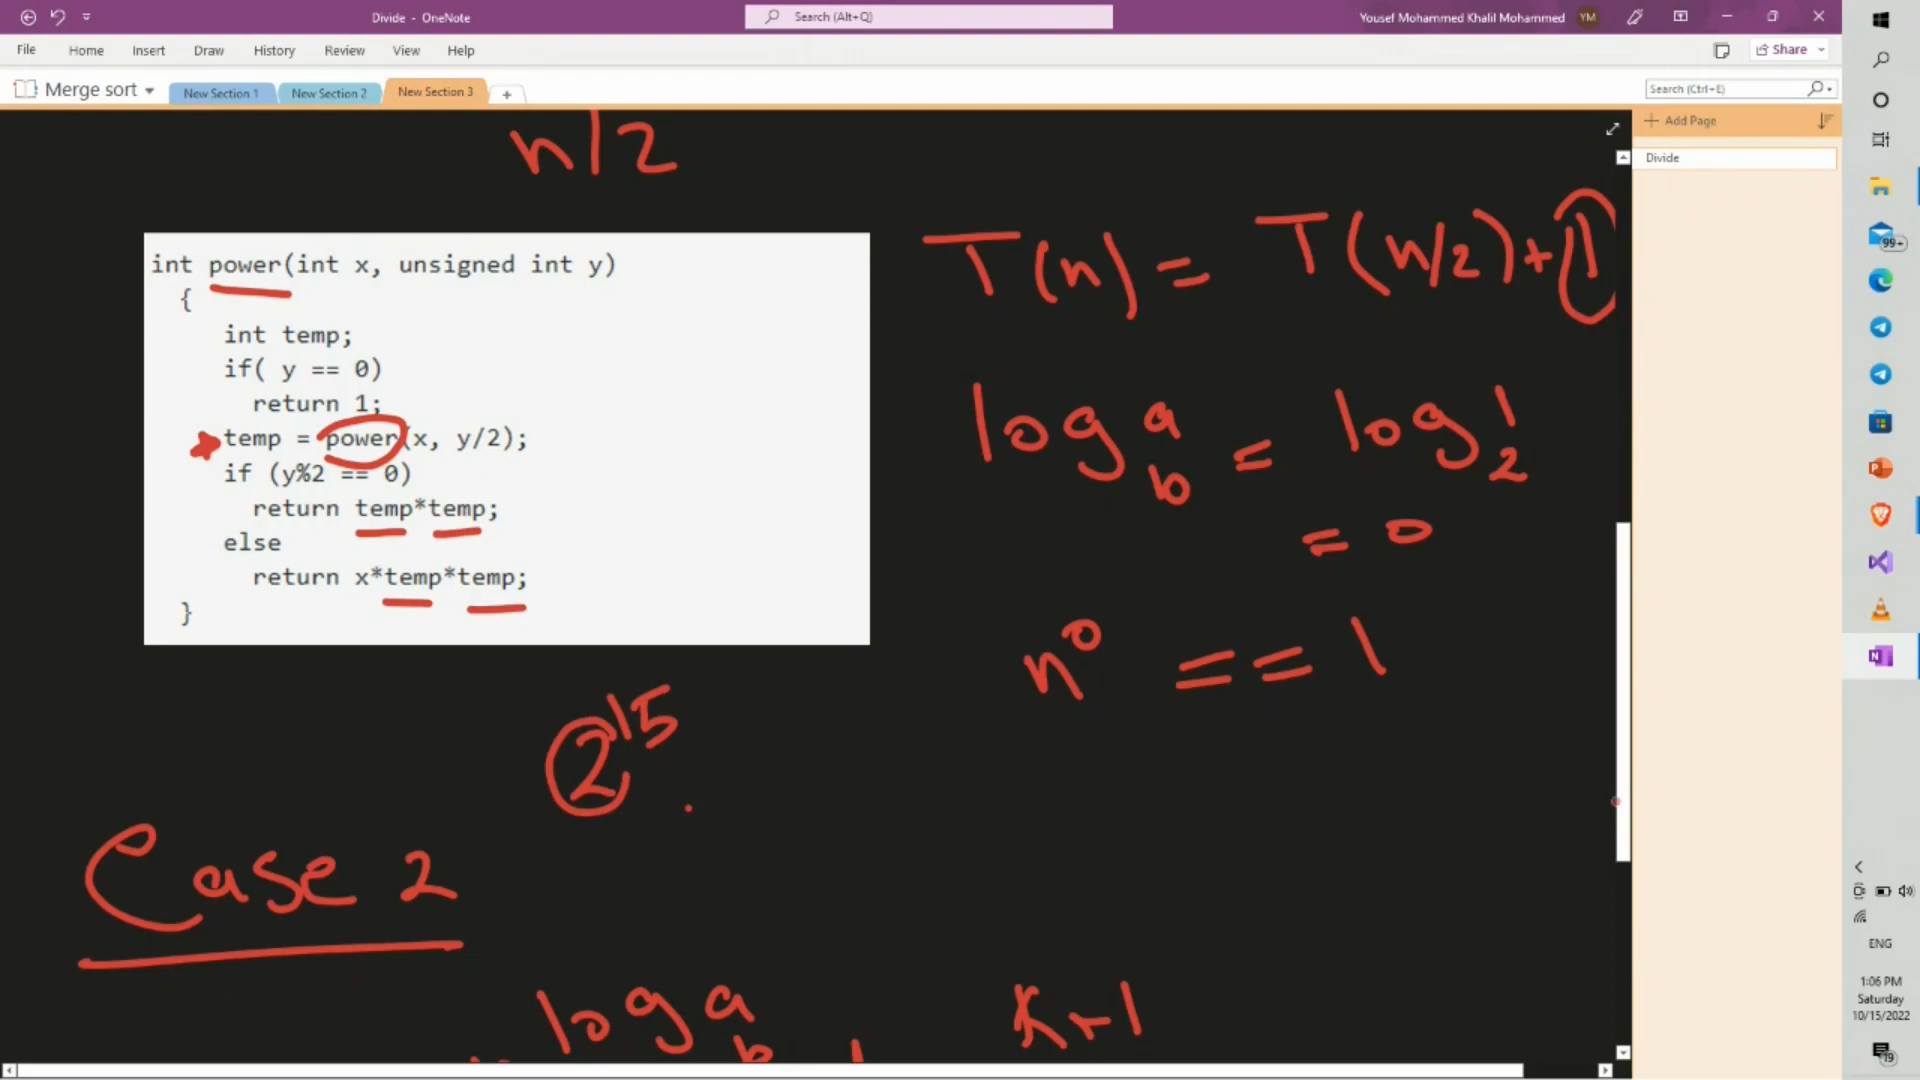 Divide - OneNote
Search (Alt+Q)
Yousef Mohammed Khalil Mohammed
YM
File Home Insert Draw History Review View Help
Share
Merge sort
New Section 1
New Section 2
New Section 3
Search (Ctrl+E)
Add Page
Divide
n/2
int power(int x, unsigned int y)
{
int temp;
if( y == 0)
return 1;
temp = power(x, y/2);
if (y%2 == 0)
return temp*temp;
else
return x*temp*temp;
}
T(n) = T(n/2)+1
log a b = log 1 2
= 0
n⁰ == 1
2¹⁵
Case 2
log a b
K+1
99+
ENG
1:06 PM
Saturday
10/15/2022
19